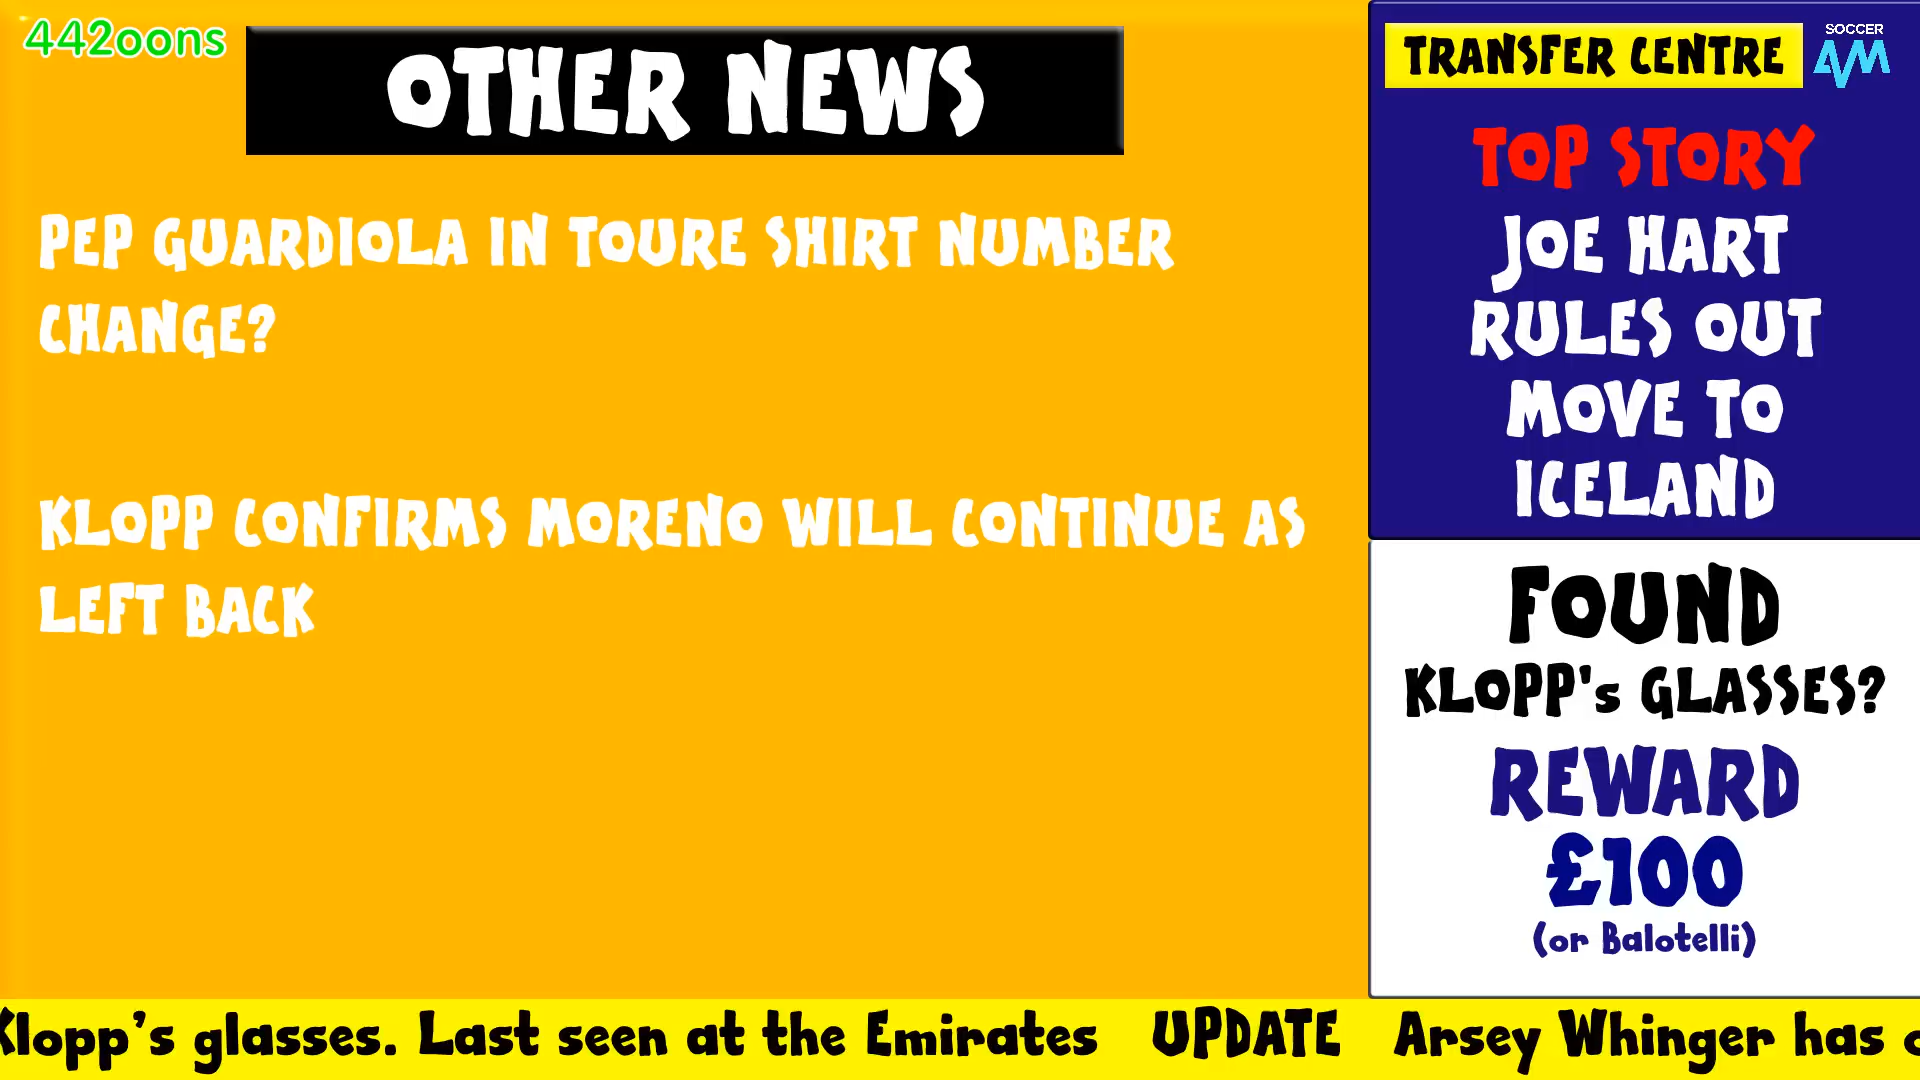 442oons
OTHER NEWS
PEP GUARDIOLA IN TOURE SHIRT NUMBER
CHANGE?
KLOPP CONFIRMS MORENO WILL CONTINUE AS
LEFT BACK
TRANSFER CENTRE
SOCCER
AM
TOP STORY
JOE HART
RULES OUT
MOVE TO
ICELAND
FOUND
KLOPP's GLASSES?
REWARD
£100
(or Balotelli)
Klopp's glasses. Last seen at the Emirates UPDATE Arsey Whinger has